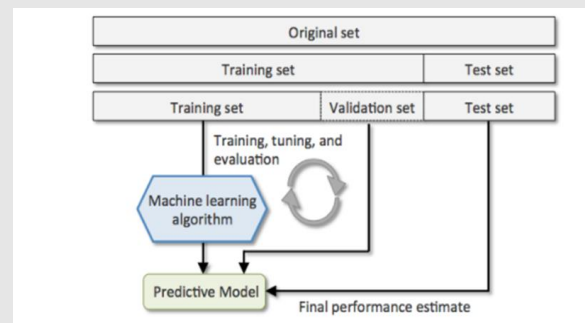 Original set
Training set Test set
Training set Validation set Test set
Training, tuning, and
evaluation
Machine learning
algorithm
Predictive Model
Final performance estimate